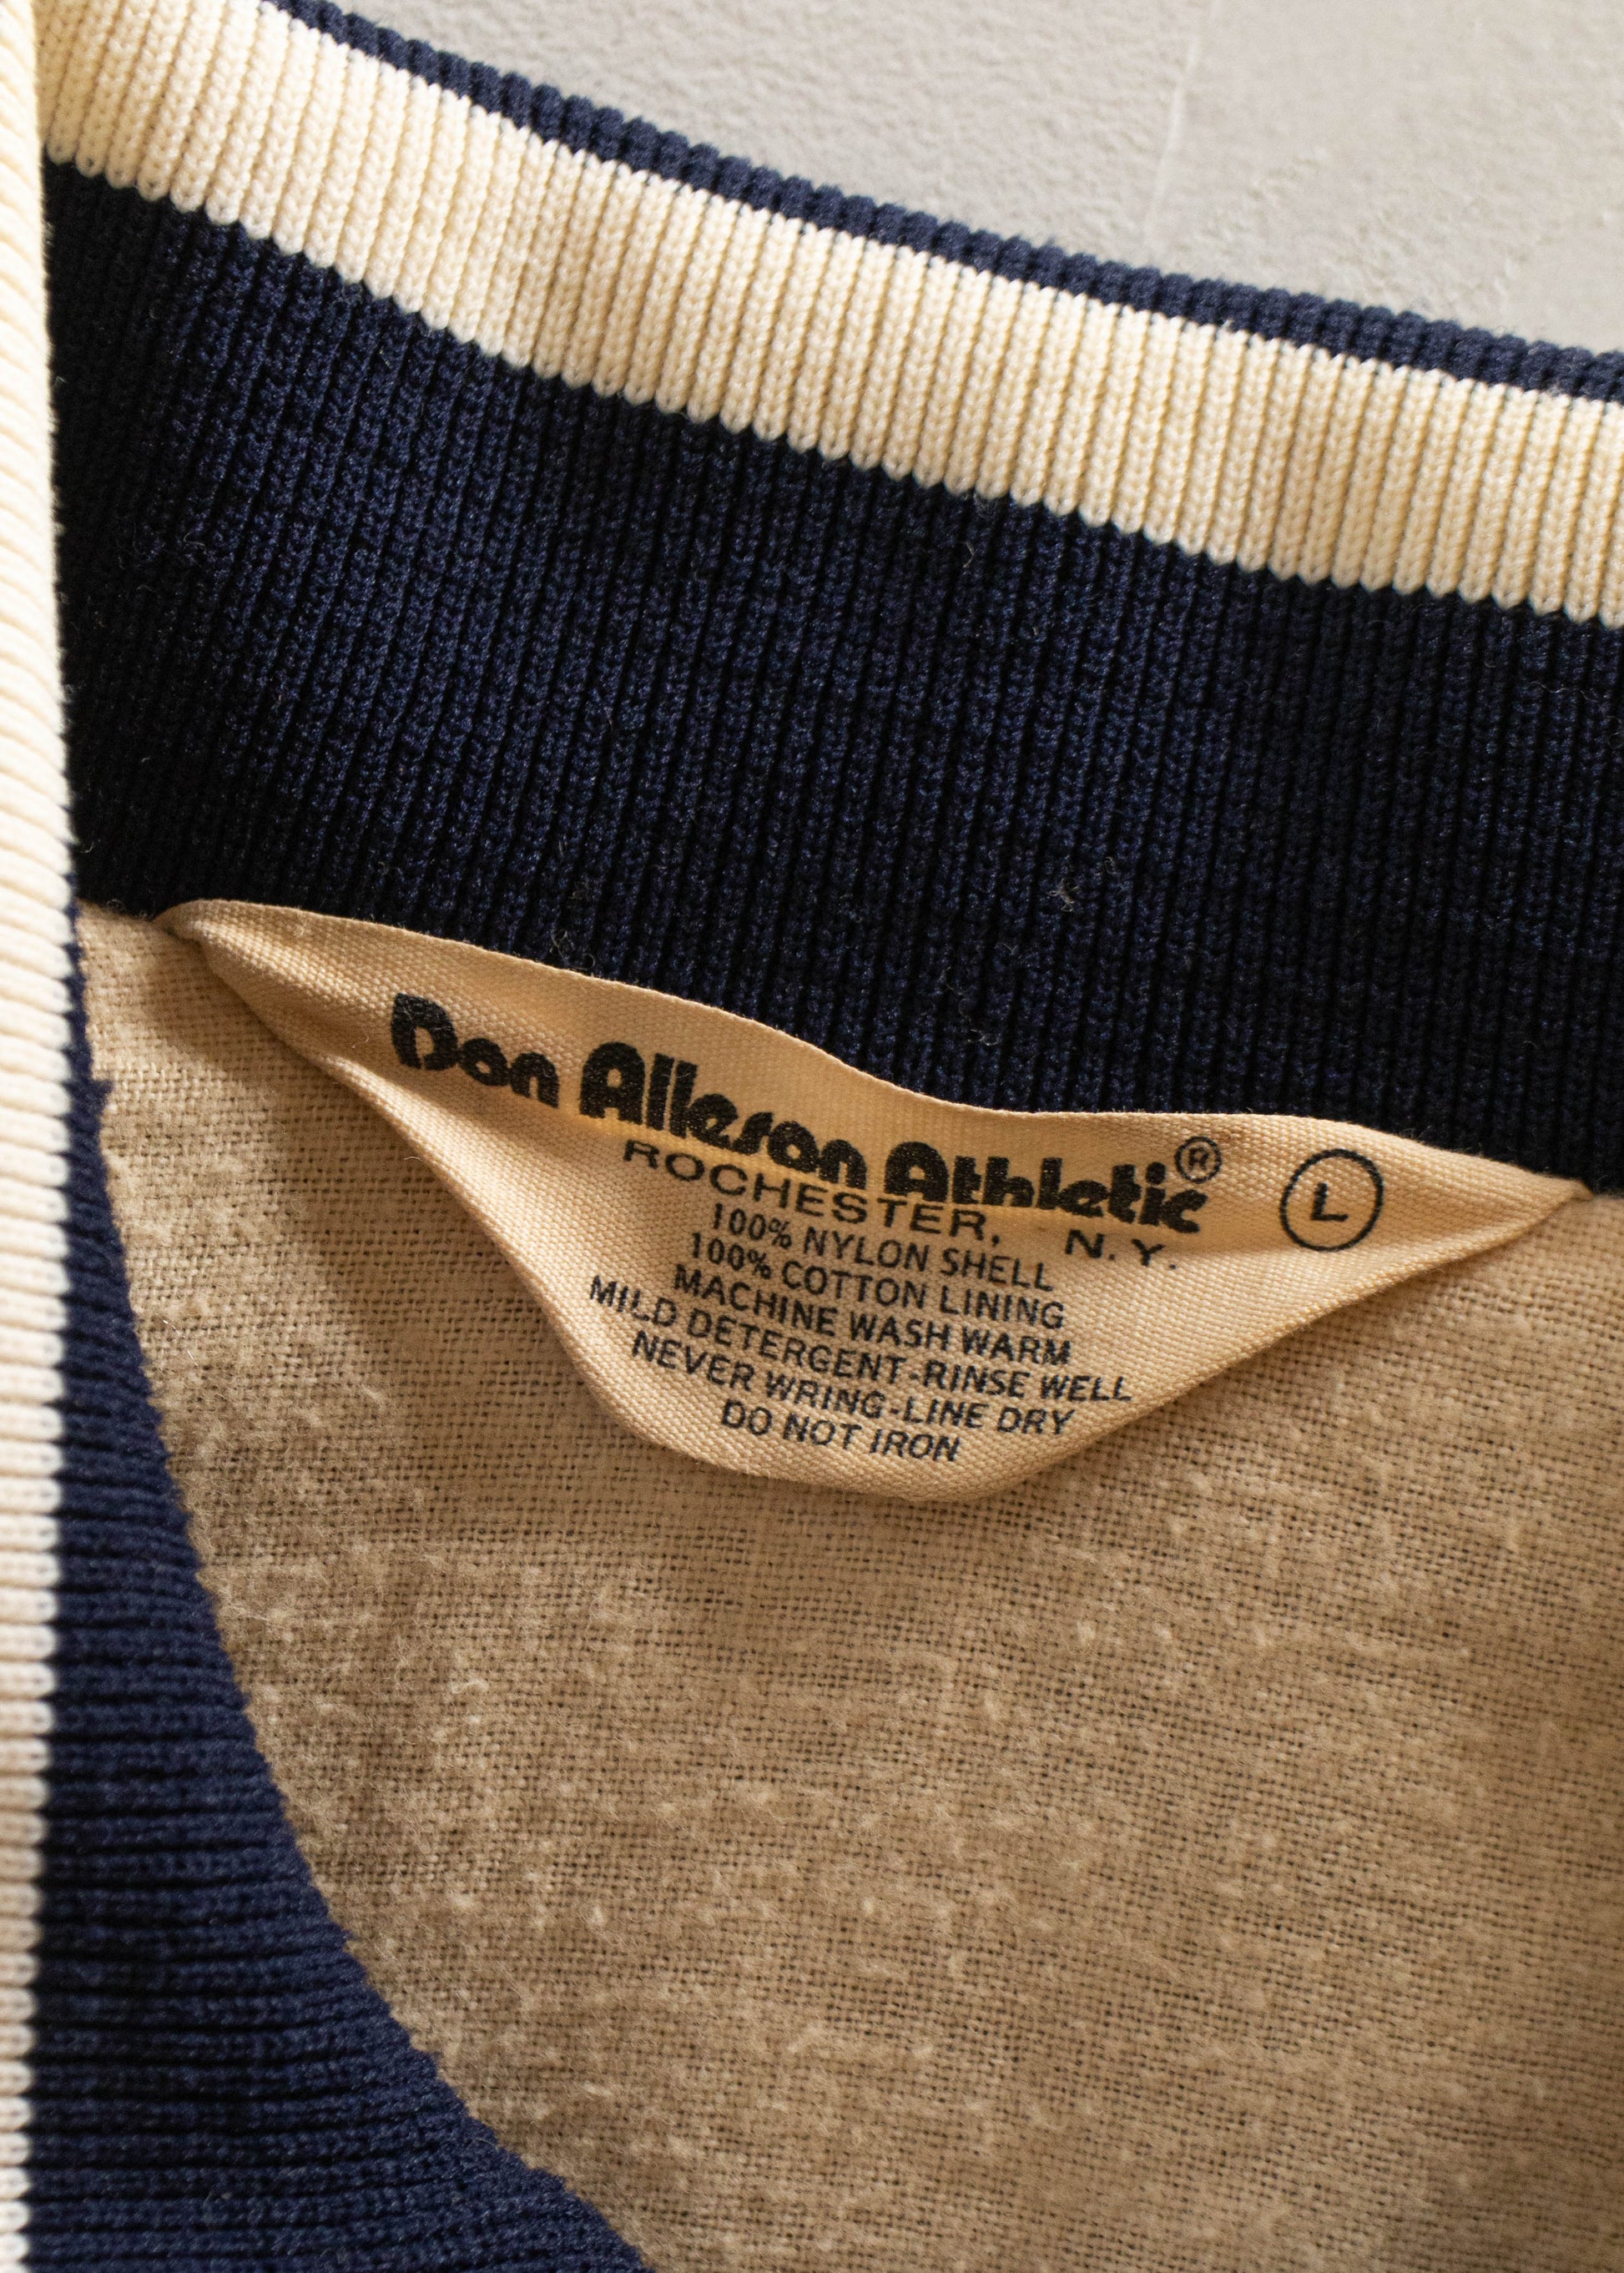 Don Alleson Athletic® L
ROCHESTER, N.Y.
100% NYLON SHELL
100% COTTON LINING
MACHINE WASH WARM
MILD DETERGENT-RINSE WELL
NEVER WRING-LINE DRY
DO NOT IRON